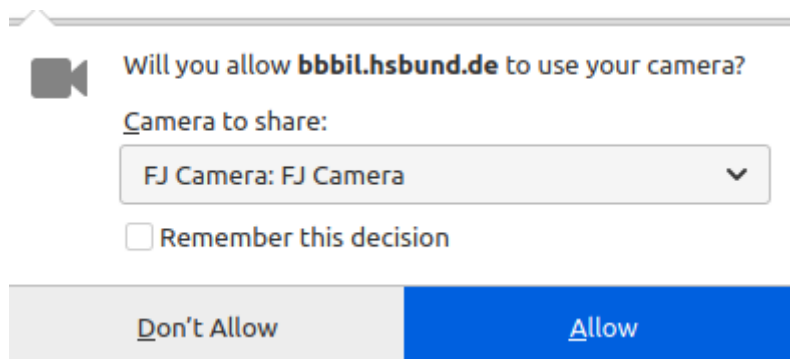 Will you allow bbbil.hsbund.de to use your camera?
Camera to share:
FJ Camera: FJ Camera
Remember this decision
Don’t Allow
Allow